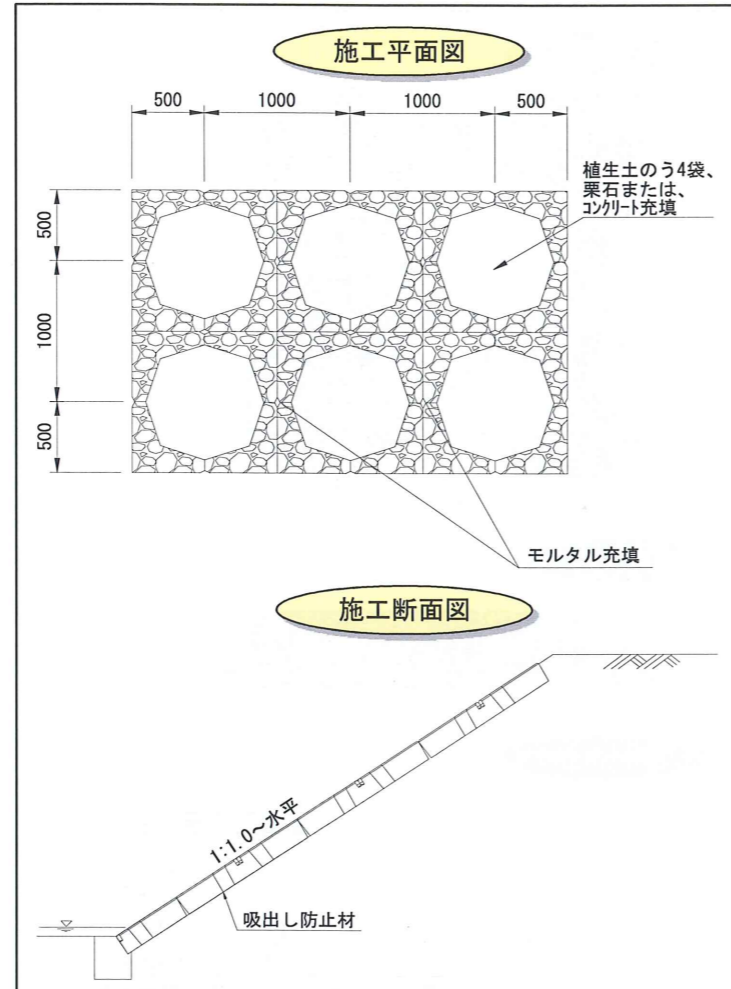 施工平面図
500
1000
1000
500
植生土のう4袋、
栗石または、
ｺﾝｸﾘｰﾄ充填
500
1000
500
モルタル充填
施工断面図
1:1.0～水平
吸出し防止材